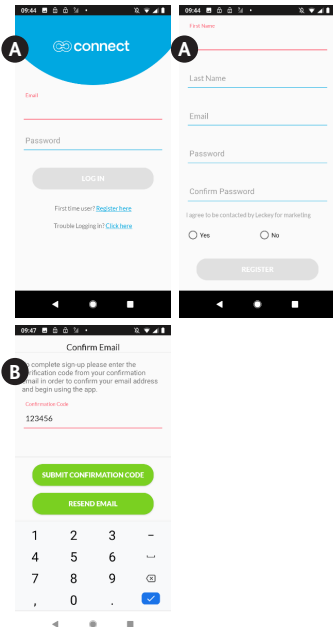 09:44
connect
A
Email
Password
LOG IN
First time user? Register here
Trouble Logging in? Click here
09:44
First Name
A
Last Name
Email
Password
Confirm Password
I agree to be contacted by Leckey for marketing
Yes No
REGISTER
09:47
Confirm Email
B
complete sign-up please enter the
verification code from your confirmation
email in order to confirm your email address
and begin using the app.
Confirmation Code
123456
SUBMIT CONFIRMATION CODE
RESEND EMAIL
1 2 3 -
4 5 6
7 8 9
, 0 .